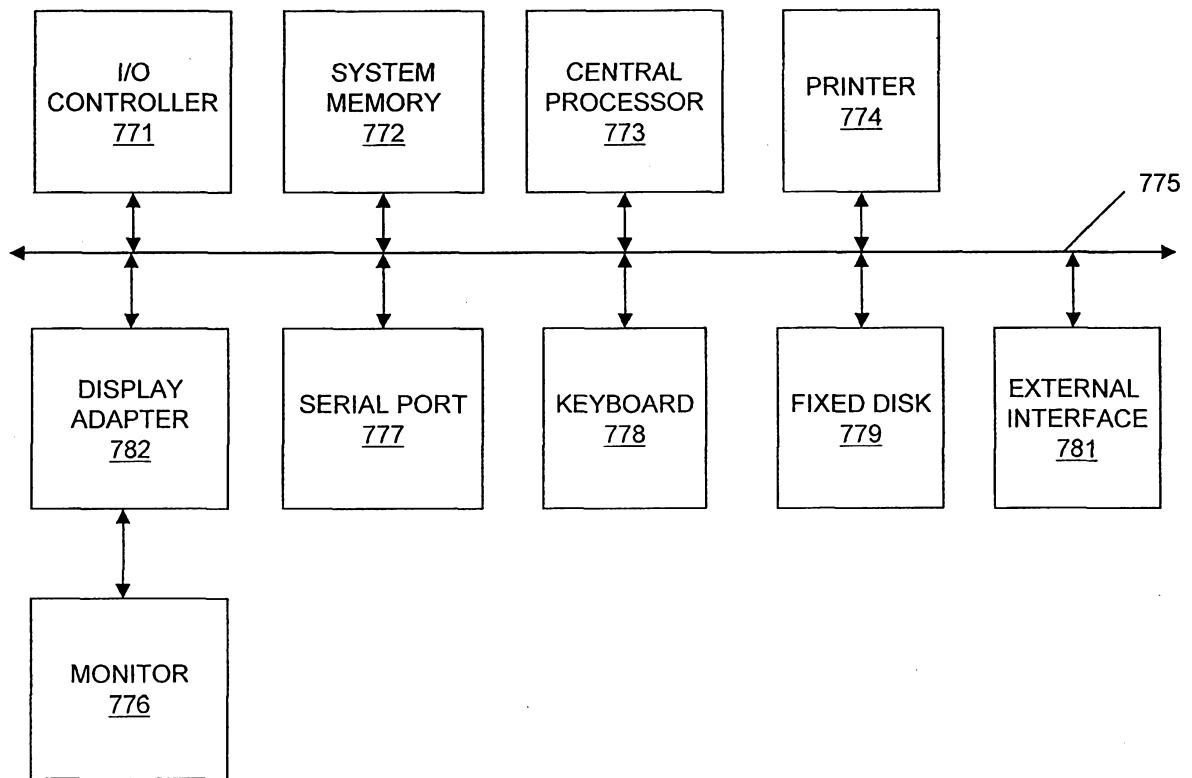 I/O
CONTROLLER
771
SYSTEM
MEMORY
772
CENTRAL
PROCESSOR
773
PRINTER
774
775
DISPLAY
ADAPTER
782
SERIAL PORT
777
KEYBOARD
778
FIXED DISK
779
EXTERNAL
INTERFACE
781
MONITOR
776